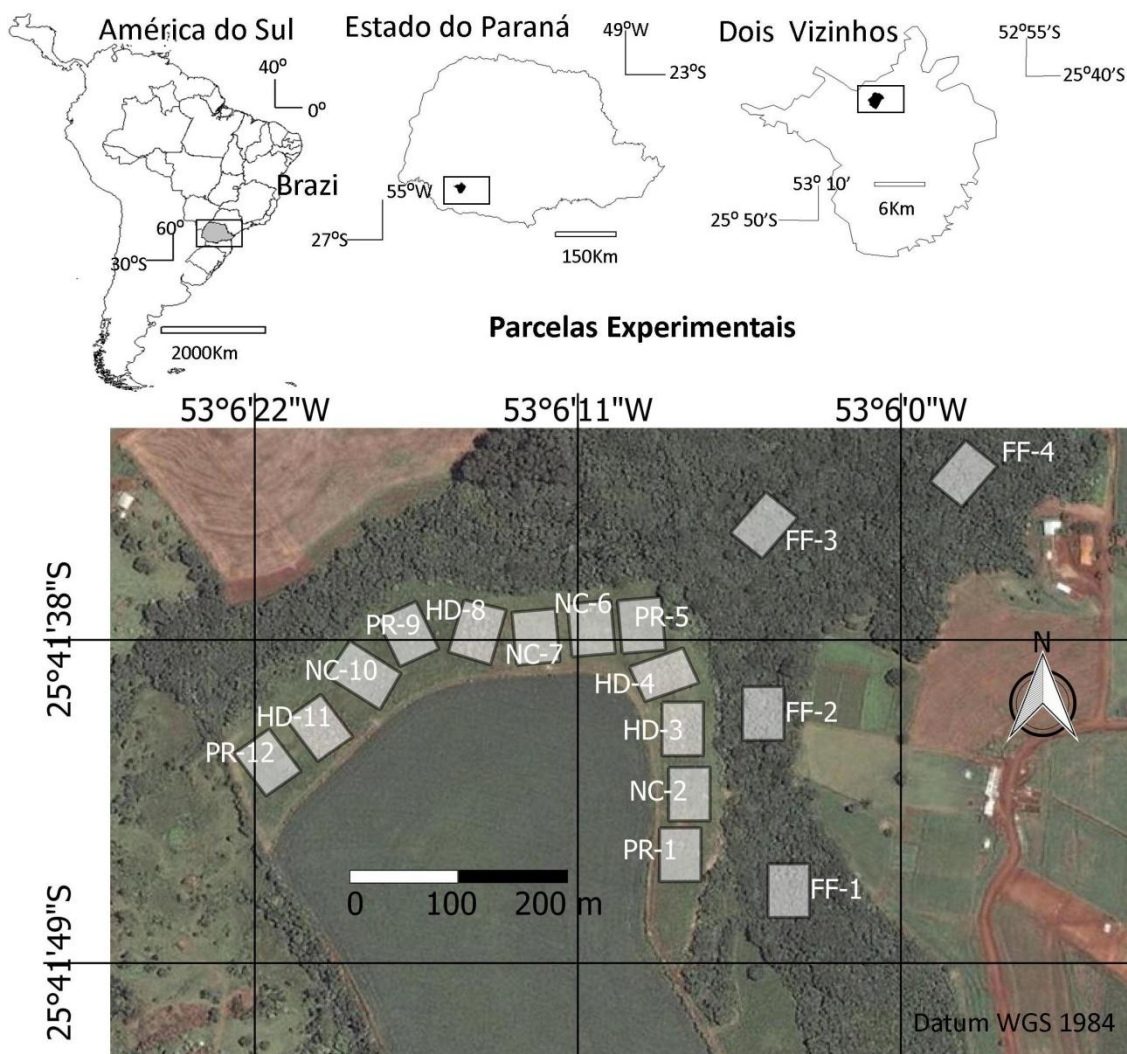 América do Sul
Estado do Paraná
Dois Vizinhos
40º
0º
49ºW
23ºS
52º55'S
25º40'S
Brazi
60º
30ºS
2000Km
55ºW
27ºS
150Km
53º 10'
25º 50'S
6Km
Parcelas Experimentais
53°6'22"W
53°6'11"W
53°6'0"W
FF-4
FF-3
25°41'38"S
PR-9
HD-8
NC-7
NC-6
PR-5
N
NC-10
HD-4
HD-11
HD-3
FF-2
PR-12
NC-2
PR-1
FF-1
0 100 200 m
25°41'49"S
Datum WGS 1984